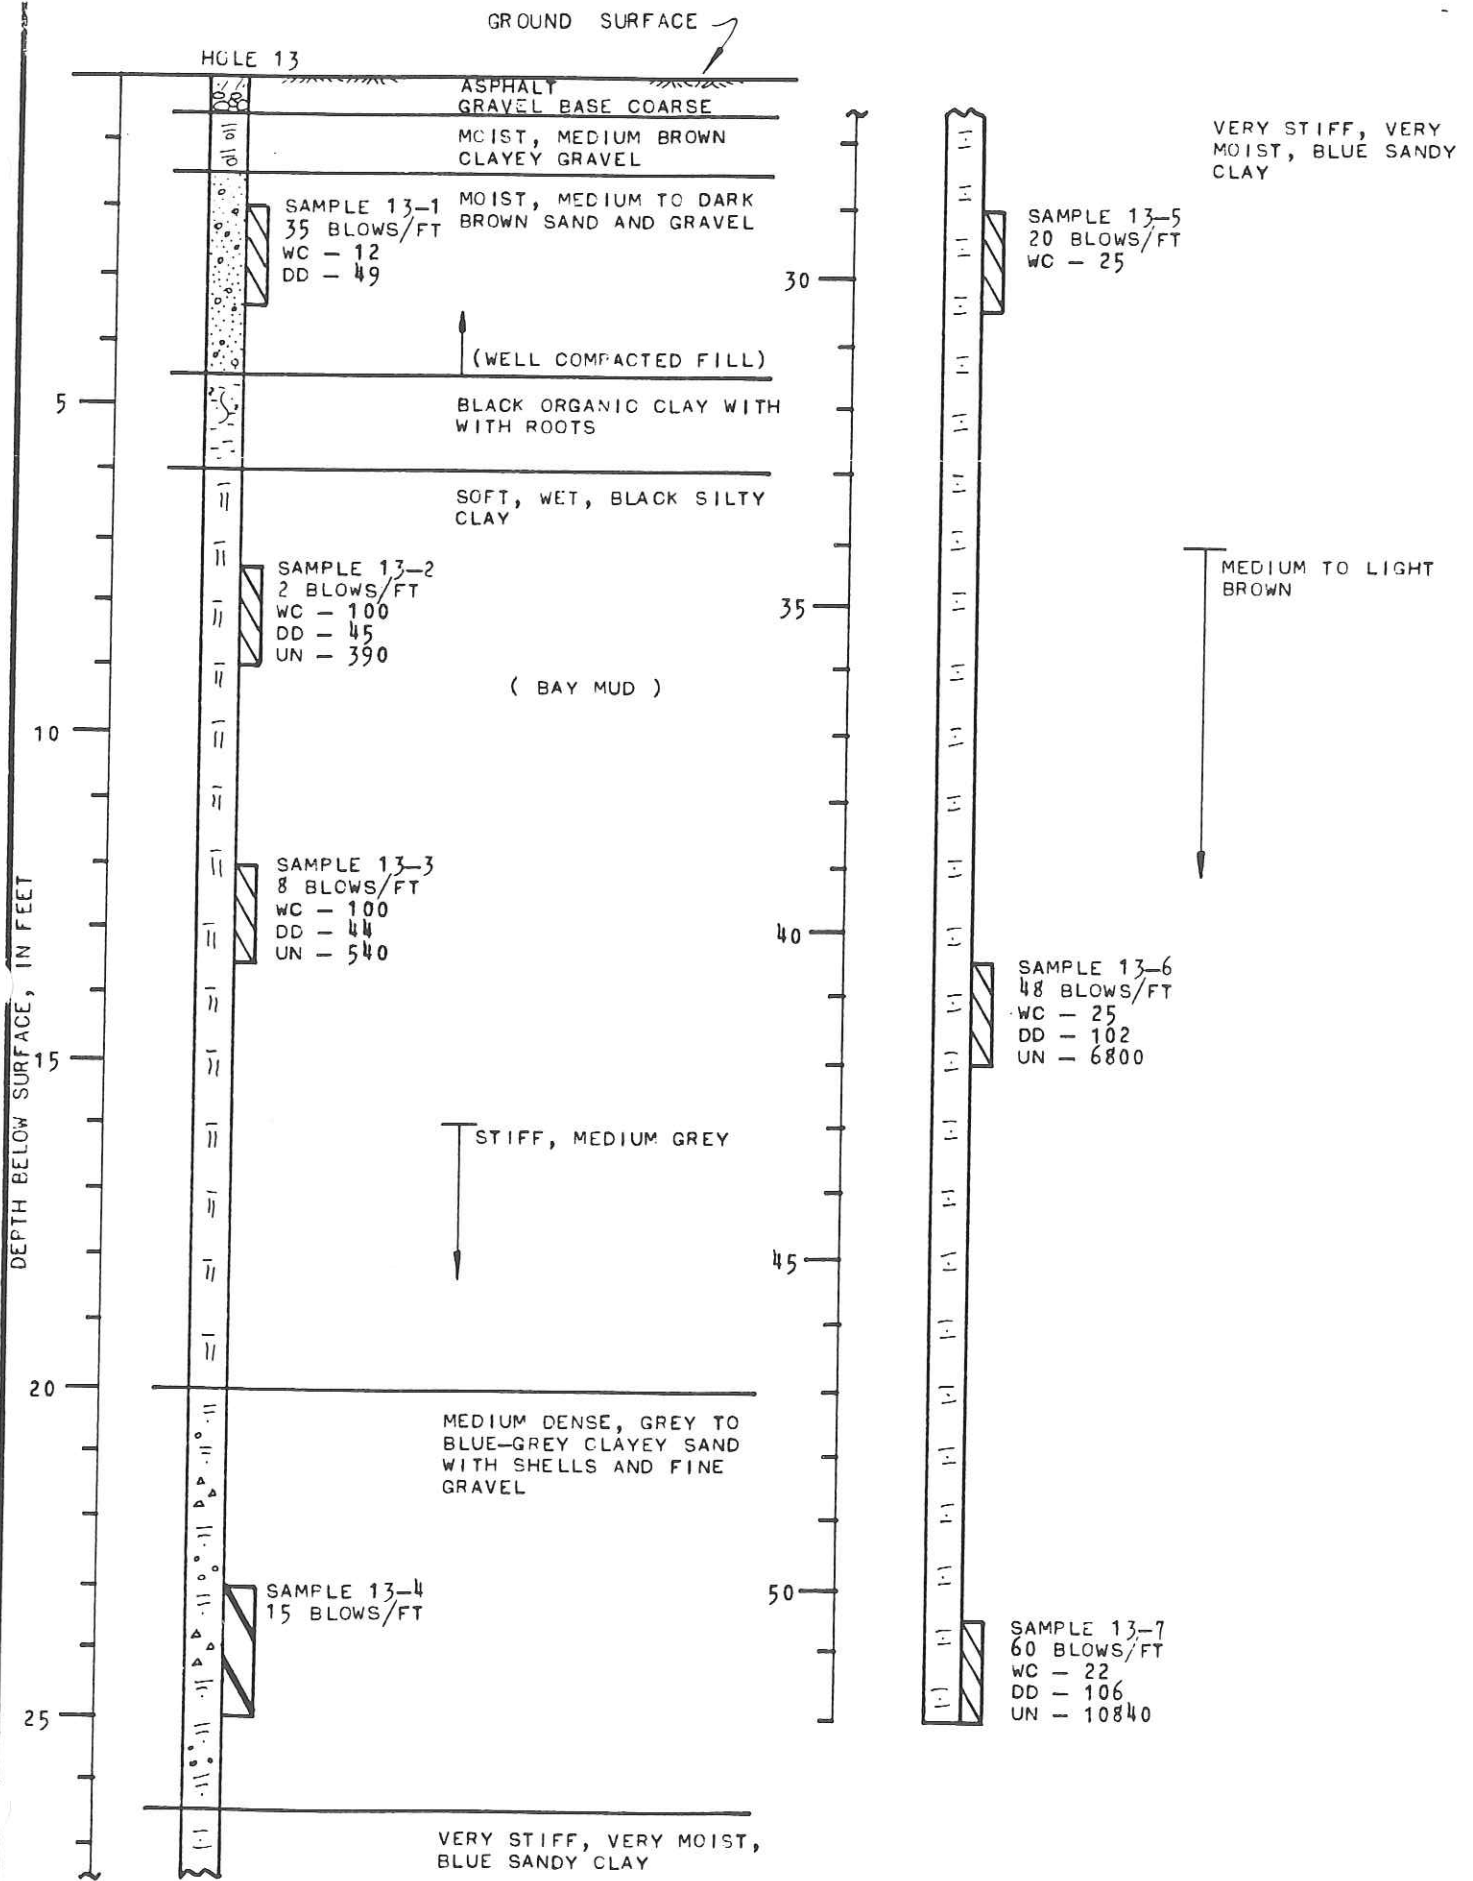 GROUND SURFACE
HOLE 13
ASPHALT
GRAVEL BASE COARSE
MOIST, MEDIUM BROWN
CLAYEY GRAVEL
MOIST, MEDIUM TO DARK
BROWN SAND AND GRAVEL
SAMPLE 13-1
35 BLOWS/FT
WC - 12
DD - 49
(WELL COMPACTED FILL)
5
BLACK ORGANIC CLAY WITH
WITH ROOTS
SOFT, WET, BLACK SILTY
CLAY
SAMPLE 13-2
2 BLOWS/FT
WC - 100
DD - 45
UN - 390
( BAY MUD )
10
SAMPLE 13-3
8 BLOWS/FT
WC - 100
DD - 44
UN - 540
DEPTH BELOW SURFACE, IN FEET
15
STIFF, MEDIUM GREY
20
MEDIUM DENSE, GREY TO
BLUE-GREY CLAYEY SAND
WITH SHELLS AND FINE
GRAVEL
SAMPLE 13-4
15 BLOWS/FT
25
VERY STIFF, VERY MOIST,
BLUE SANDY CLAY
VERY STIFF, VERY
MOIST, BLUE SANDY
CLAY
SAMPLE 13-5
20 BLOWS/FT
WC - 25
30
MEDIUM TO LIGHT
BROWN
35
40
SAMPLE 13-6
48 BLOWS/FT
WC - 25
DD - 102
UN - 6800
45
50
SAMPLE 13-7
60 BLOWS/FT
WC - 22
DD - 106
UN - 10840